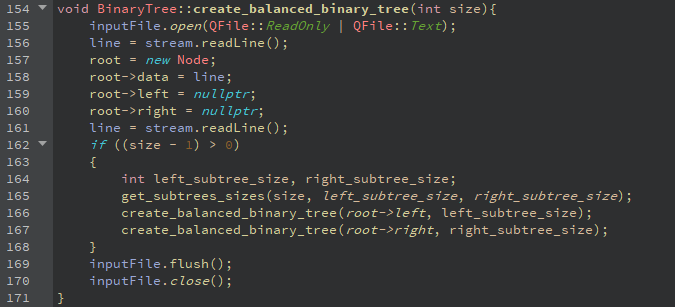 154 void BinaryTree::create_balanced_binary_tree(int size){
155 inputFile.open(QFile::ReadOnly | QFile::Text);
156 line = stream.readLine();
157 root = new Node;
158 root->data = line;
159 root->left = nullptr;
160 root->right = nullptr;
161 line = stream.readLine();
162 if ((size - 1) > 0)
163 {
164 int left_subtree_size, right_subtree_size;
165 get_subtrees_sizes(size, left_subtree_size, right_subtree_size);
166 create_balanced_binary_tree(root->left, left_subtree_size);
167 create_balanced_binary_tree(root->right, right_subtree_size);
168 }
169 inputFile.flush();
170 inputFile.close();
171 }